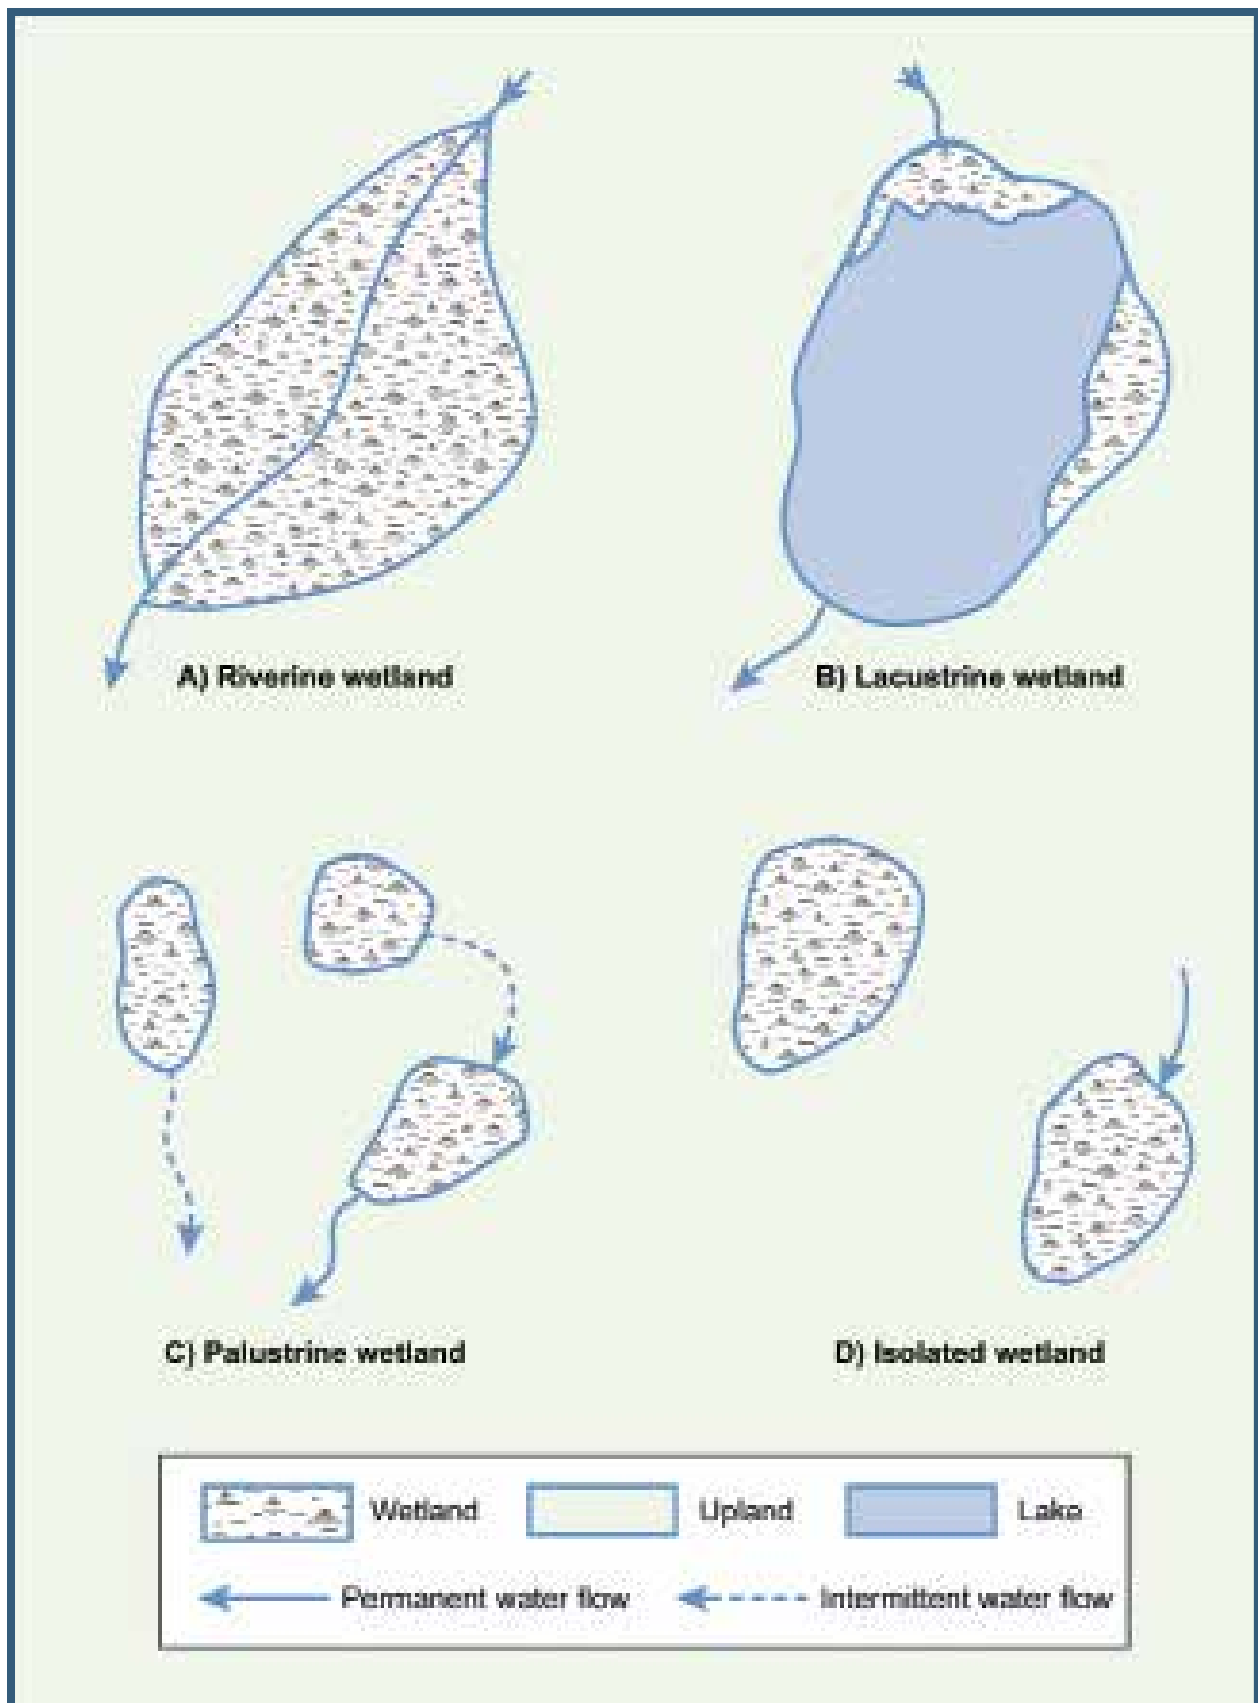 A) Riverine wetland
B) Lacustrine wetland
C) Palustrine wetland
D) Isolated wetland
Wetland
Upland
Lake
Permanent water flow
Intermittent water flow